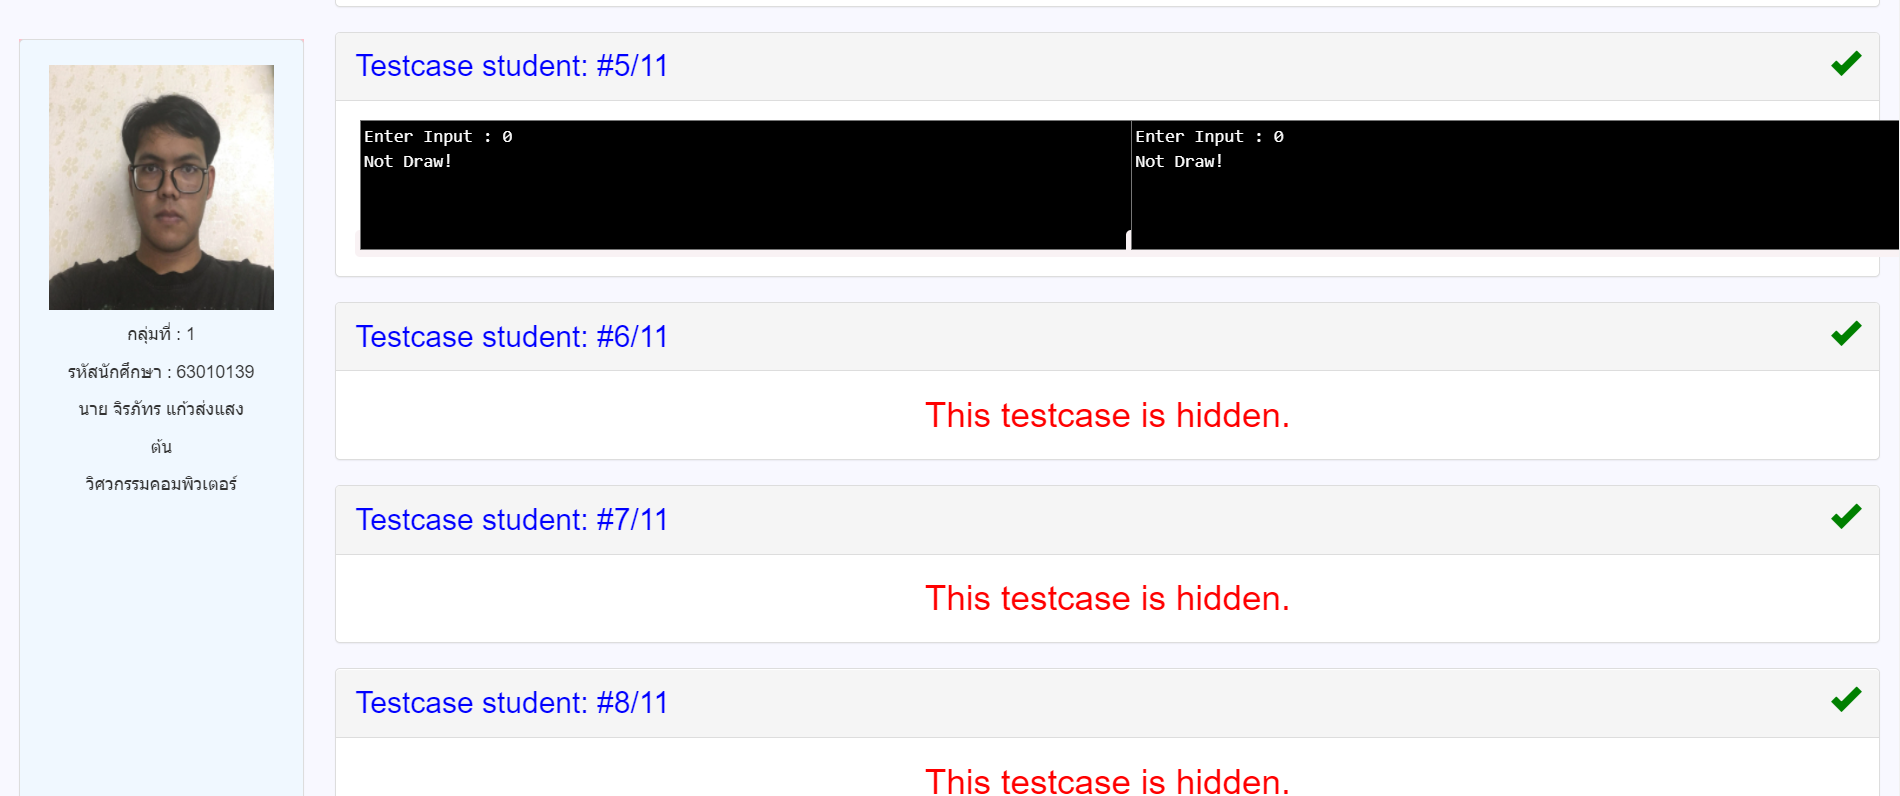 กลุ่มที่ : 1
รหัสนักศึกษา : 63010139
นาย จิรภัทร แก้วส่งแสง
ต้น
วิศวกรรมคอมพิวเตอร์
Testcase student: #5/11
Enter Input : 0
Not Draw!
Enter Input : 0
Not Draw!
Testcase student: #6/11
This testcase is hidden.
Testcase student: #7/11
This testcase is hidden.
Testcase student: #8/11
This testcase is hidden.